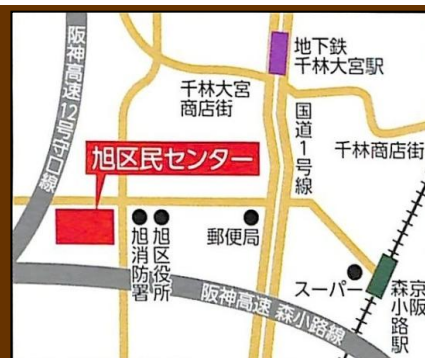 阪神高速12号守口線
地下鉄
千林大宮駅
千林大宮
商店街
国道1号線
千林商店街
旭区民センター
旭消防署
旭区役所
郵便局
スーパー
京阪
森小路駅
阪神高速 森小路線